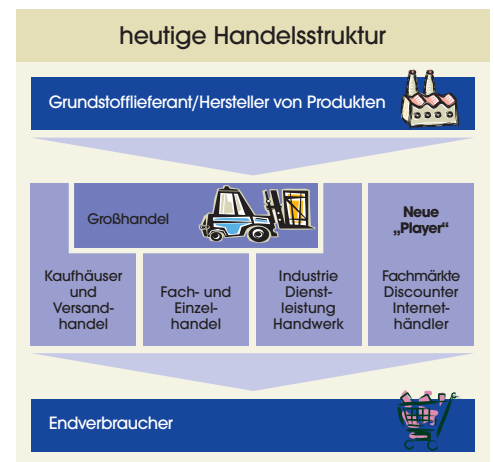 heutige Handelsstruktur
Grundstofflieferant/Hersteller von Produkten
Großhandel
Neue
„Player“
Kaufhäuser
und
Versand-
handel
Fach- und
Einzel-
handel
Industrie
Dienst-
leistung
Handwerk
Fachmärkte
Discounter
Internet-
händler
Endverbraucher